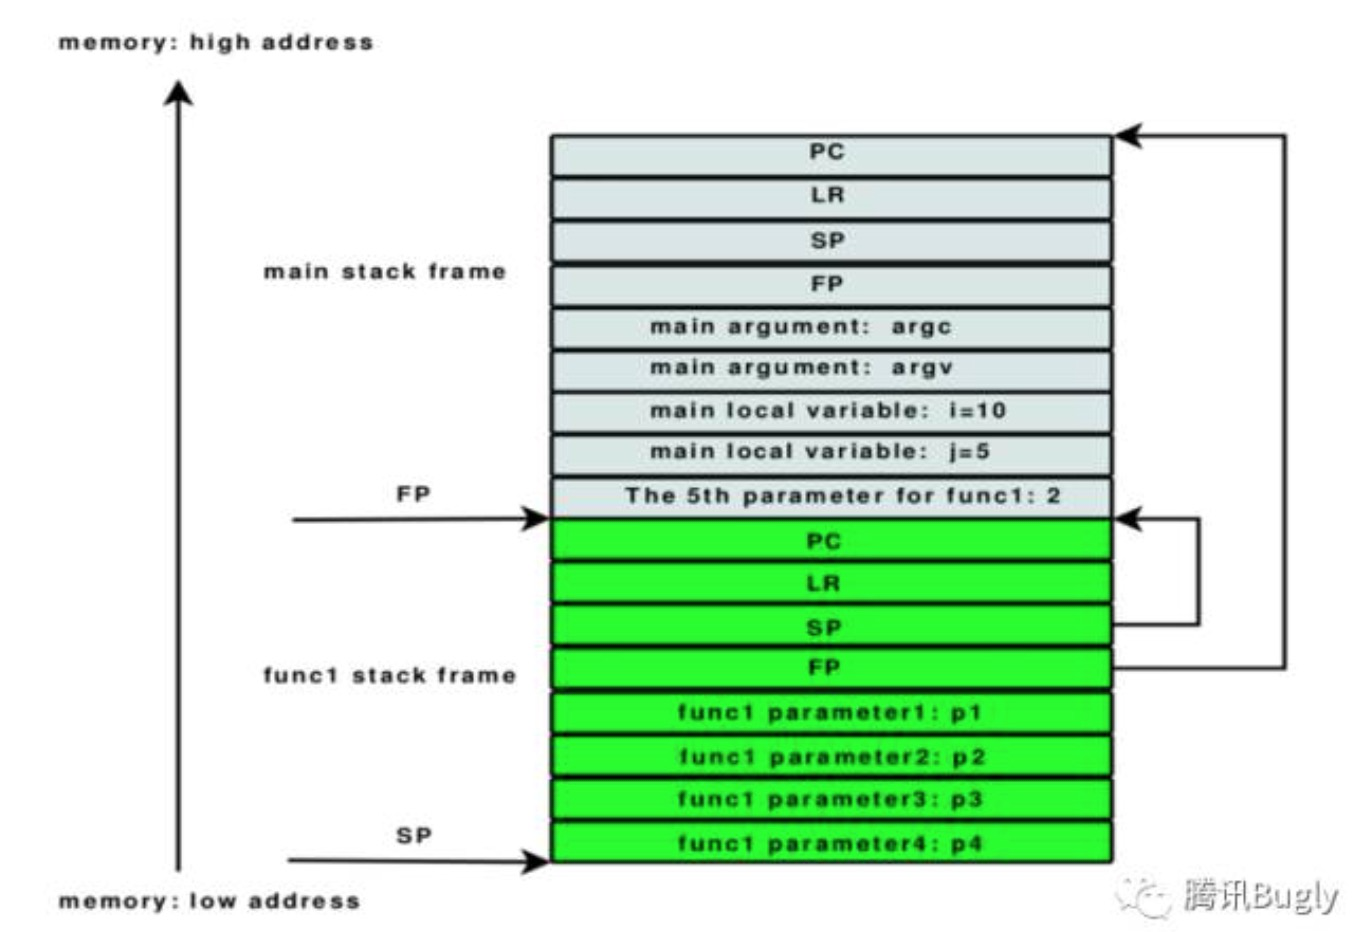 memory: high address
PC
LR
SP
main stack frame
FP
main argument: argc
main argument: argv
main local variable: i=10
main local variable: j=5
FP
The 5th parameter for func1: 2
PC
LR
SP
func1 stack frame
FP
func1 parameter1: p1
func1 parameter2: p2
func1 parameter3: p3
SP
func1 parameter4: p4
memory: low address
腾讯Bugly